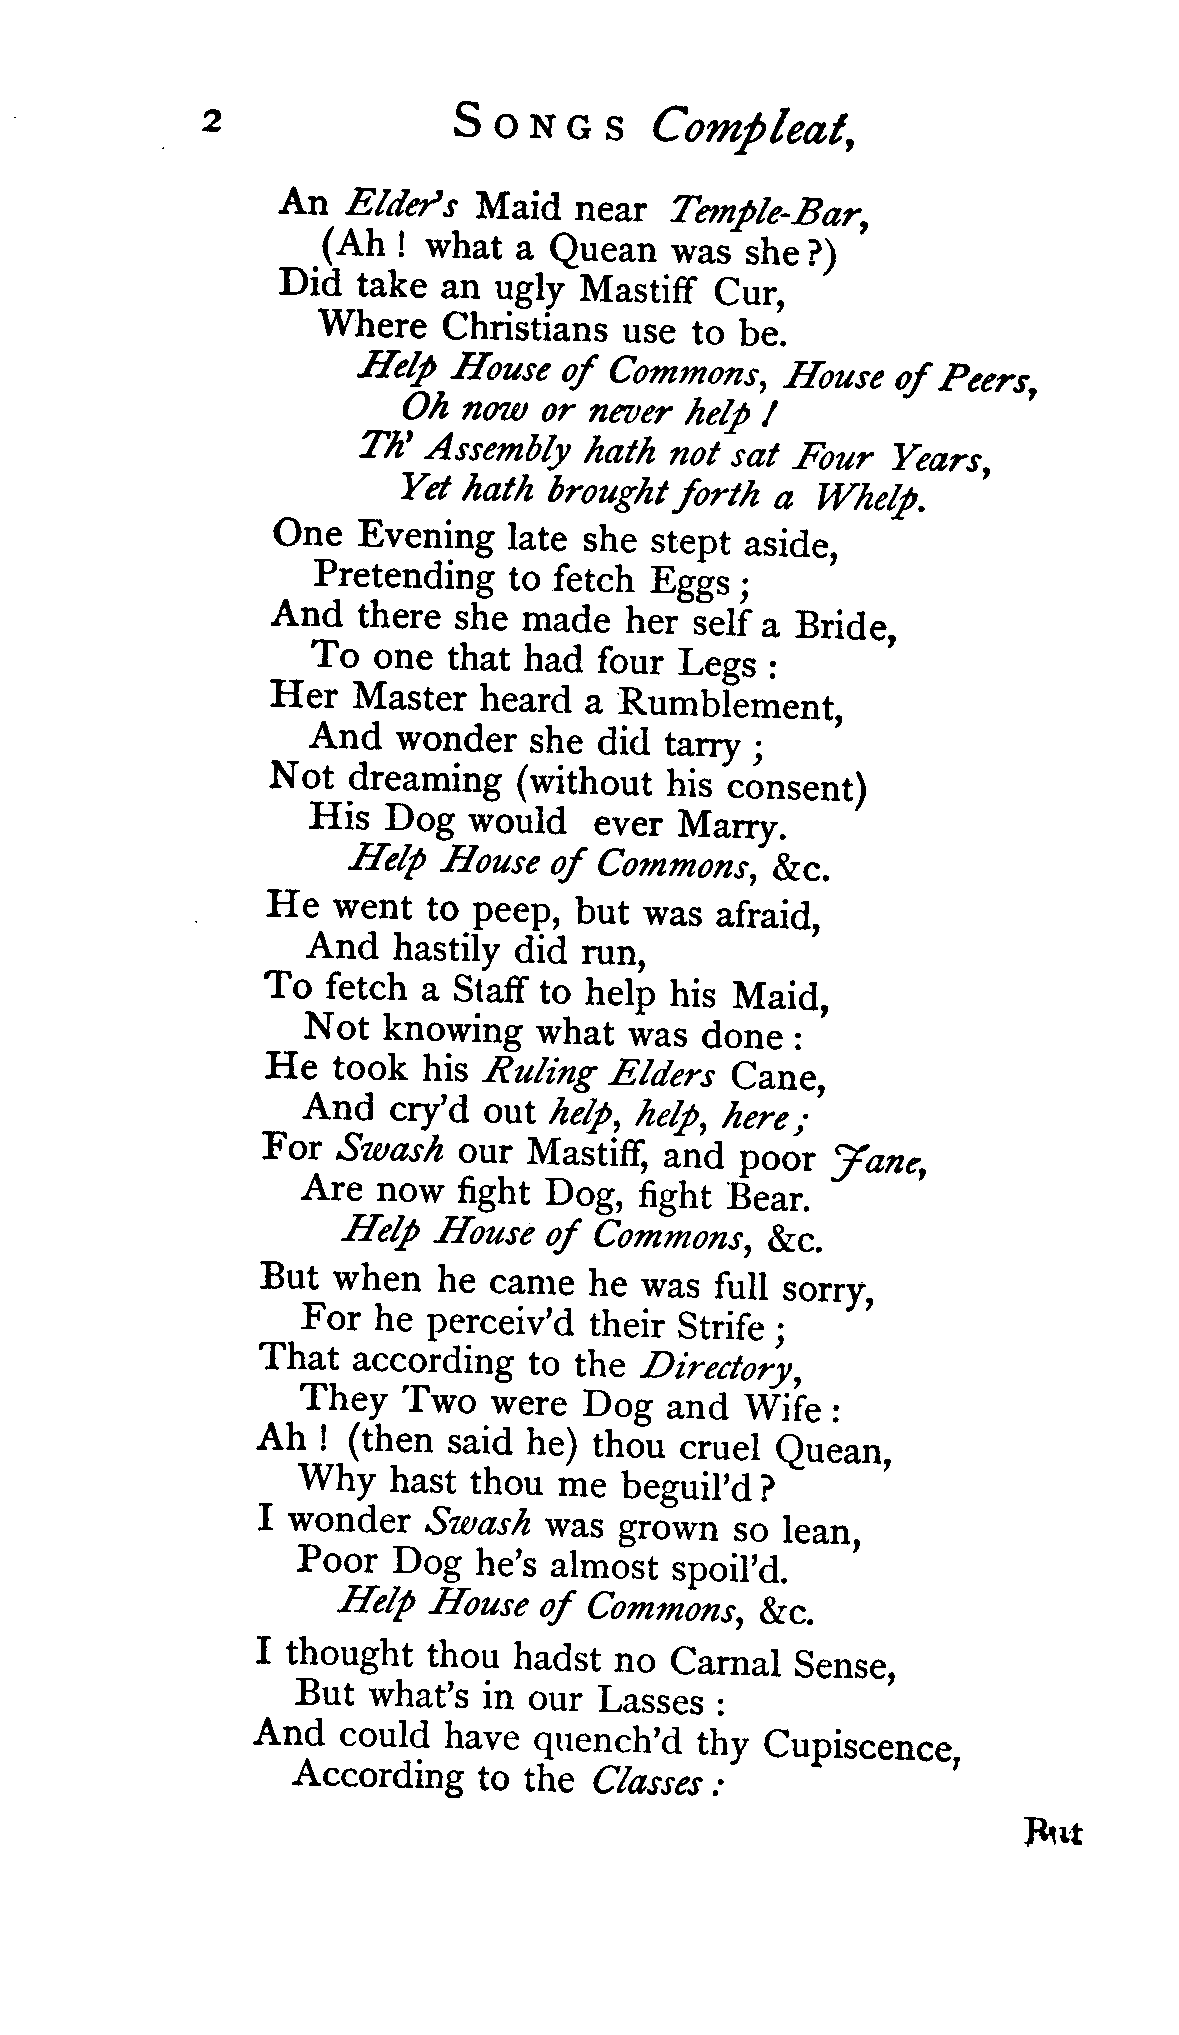 2 SONGS Compleat,
An Elder's Maid near Temple-Bar,
(Ah ! what a Quean was she ?)
Did take an ugly Mastiff Cur,
Where Christians use to be.
Help House of Commons, House of Peers,
Oh now or never help !
Th' Assembly hath not sat Four Years,
Yet hath brought forth a Whelp.
One Evening late she stept aside,
Pretending to fetch Eggs ;
And there she made her self a Bride,
To one that had four Legs :
Her Master heard a Rumblement,
And wonder she did tarry ;
Not dreaming (without his consent)
His Dog would ever Marry.
Help House of Commons, &c.
He went to peep, but was afraid,
And hastily did run,
To fetch a Staff to help his Maid,
Not knowing what was done :
He took his Ruling Elders Cane,
And cry'd out help, help, here ;
For Swash our Mastiff, and poor Jane,
Are now fight Dog, fight Bear.
Help House of Commons, &c.
But when he came he was full sorry,
For he perceiv'd their Strife ;
That according to the Directory,
They Two were Dog and Wife :
Ah ! (then said he) thou cruel Quean,
Why hast thou me beguil'd ?
I wonder Swash was grown so lean,
Poor Dog he's almost spoil'd.
Help House of Commons, &c.
I thought thou hadst no Carnal Sense,
But what's in our Lasses :
And could have quench'd thy Cupiscence,
According to the Classes :
But